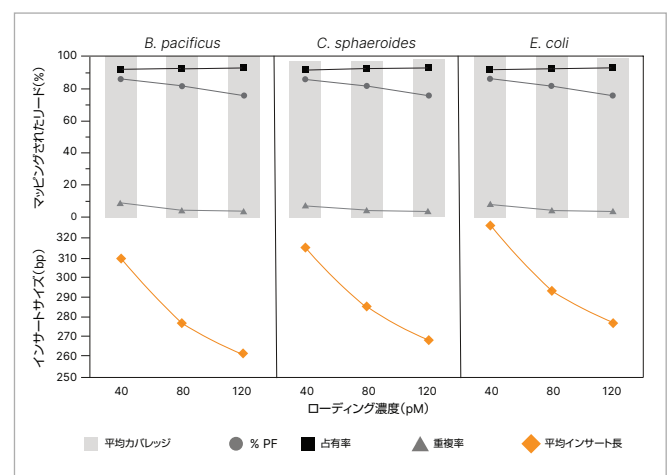 B. pacificus
C. sphaeroides
E. coli
マッピングされたリード(%)
100
80
60
40
20
0
インサートサイズ(bp)
320
310
300
290
280
270
260
250
40 80 120 40 80 120 40 80 120
ローディング濃度(pM)
平均カバレッジ % PF 占有率 重複率 平均インサート長